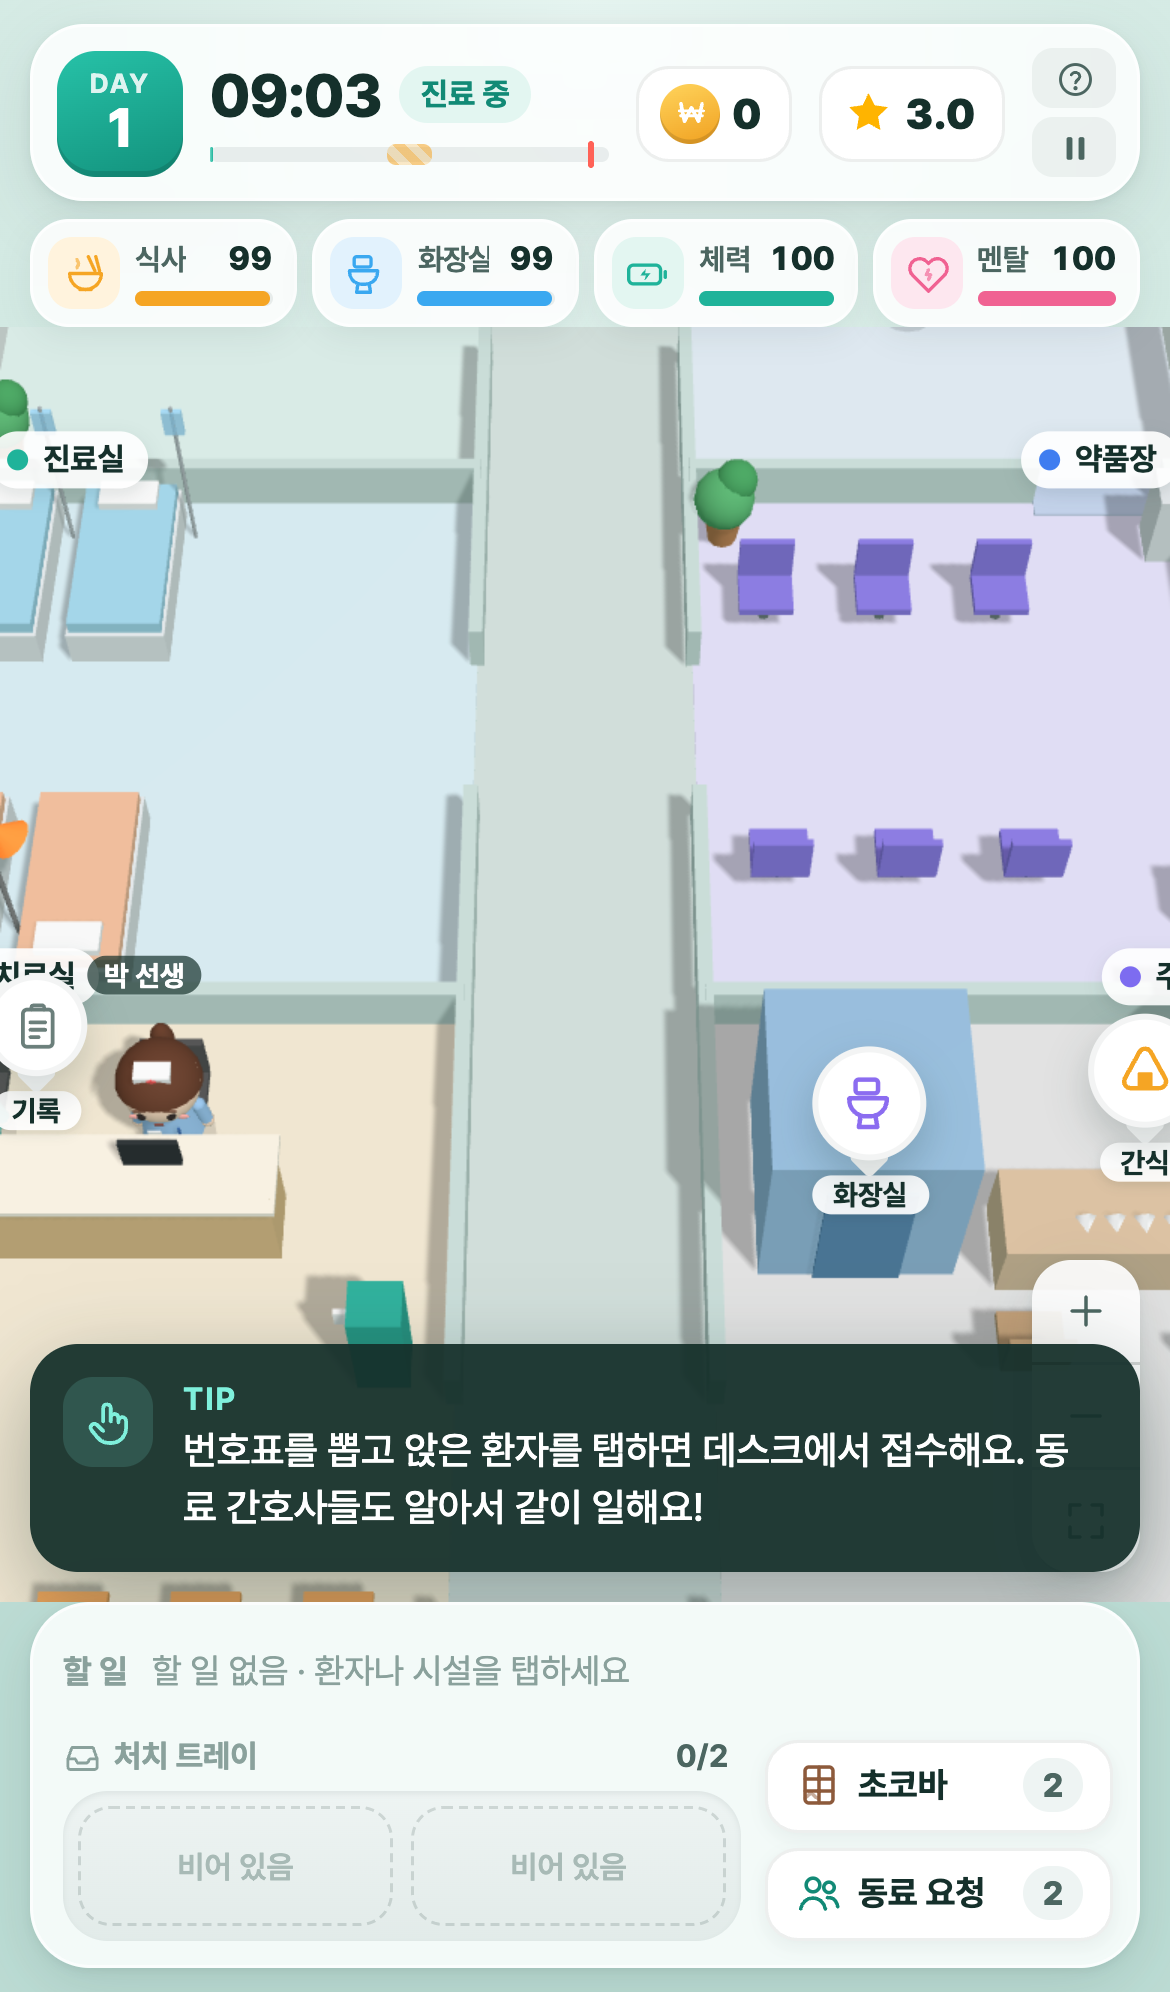 DAY
1
09:03
진료 중
0
3.0
식사 99
화장실 99
체력 100
멘탈 100
진료실
약품장
치료실
박 선생
기록
화장실
간식
TIP
번호표를 뽑고 앉은 환자를 탭하면 데스크에서 접수해요. 동
료 간호사들도 알아서 같이 일해요!
할 일 할 일 없음 · 환자나 시설을 탭하세요
처치 트레이 0/2
비어 있음 비어 있음
초코바 2
동료 요청 2